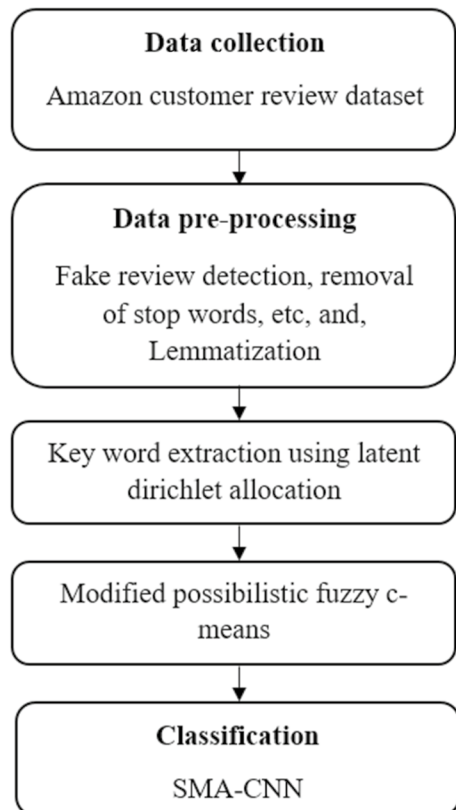 Data collection
Amazon customer review dataset
Data pre-processing
Fake review detection, removal
of stop words, etc, and,
Lemmatization
Key word extraction using latent
dirichlet allocation
Modified possibilistic fuzzy c-
means
Classification
SMA-CNN